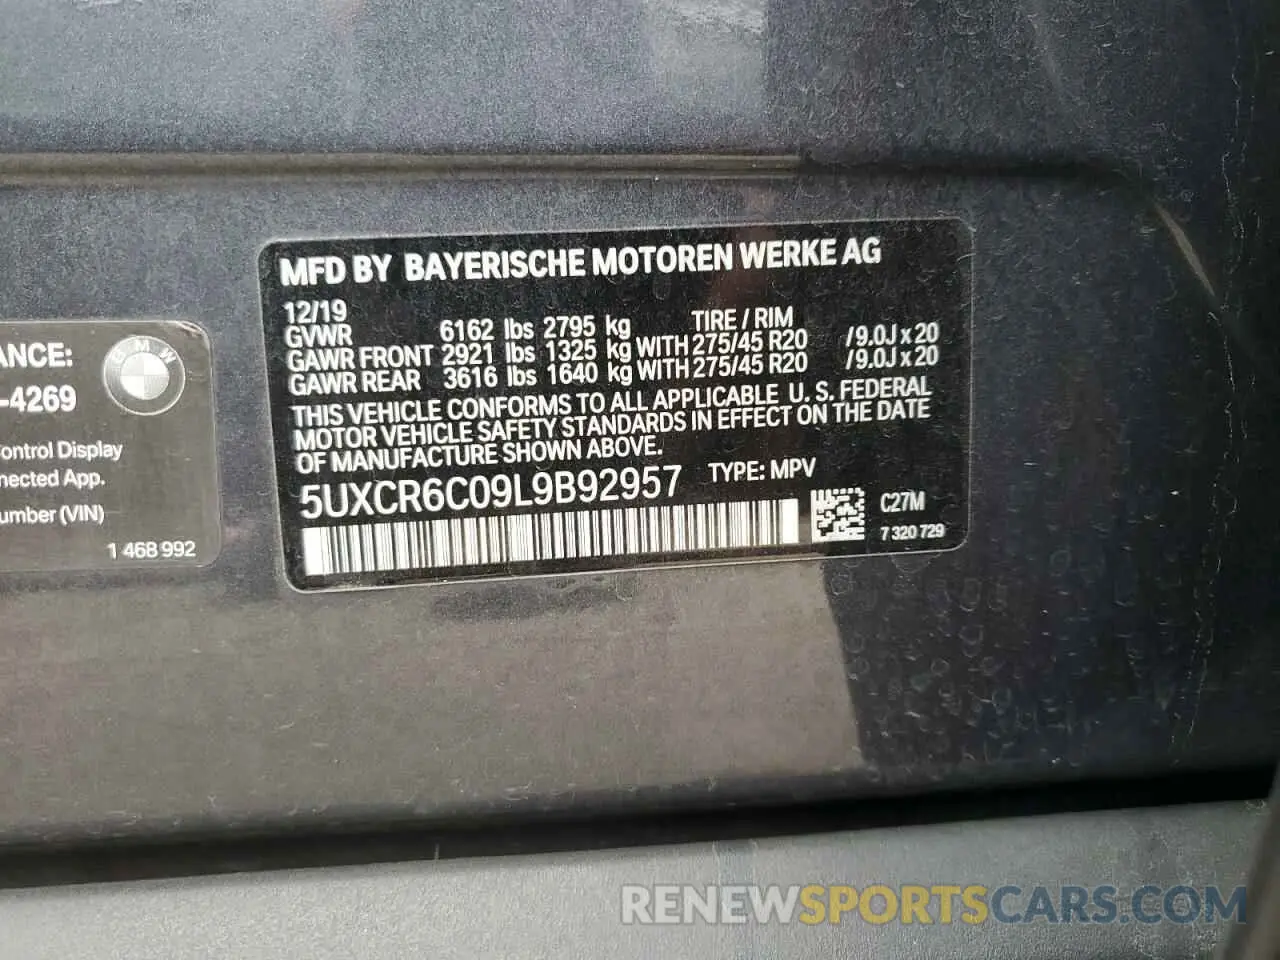 ANCE:
-4269
ontrol Display
nected App.
umber (VIN)
1 468 992
BMW
MFD BY BAYERISCHE MOTOREN WERKE AG
12/19
GVWR 6162 lbs 2795 kg TIRE / RIM
GAWR FRONT 2921 lbs 1325 kg WITH 275/45 R20 /9.0J x 20
GAWR REAR 3616 lbs 1640 kg WITH 275/45 R20 /9.0J x 20
THIS VEHICLE CONFORMS TO ALL APPLICABLE U. S. FEDERAL
MOTOR VEHICLE SAFETY STANDARDS IN EFFECT ON THE DATE
OF MANUFACTURE SHOWN ABOVE.
5UXCR6C09L9B92957 TYPE: MPV
C27M
7 320 729
RENEWSPORTSCARS.COM